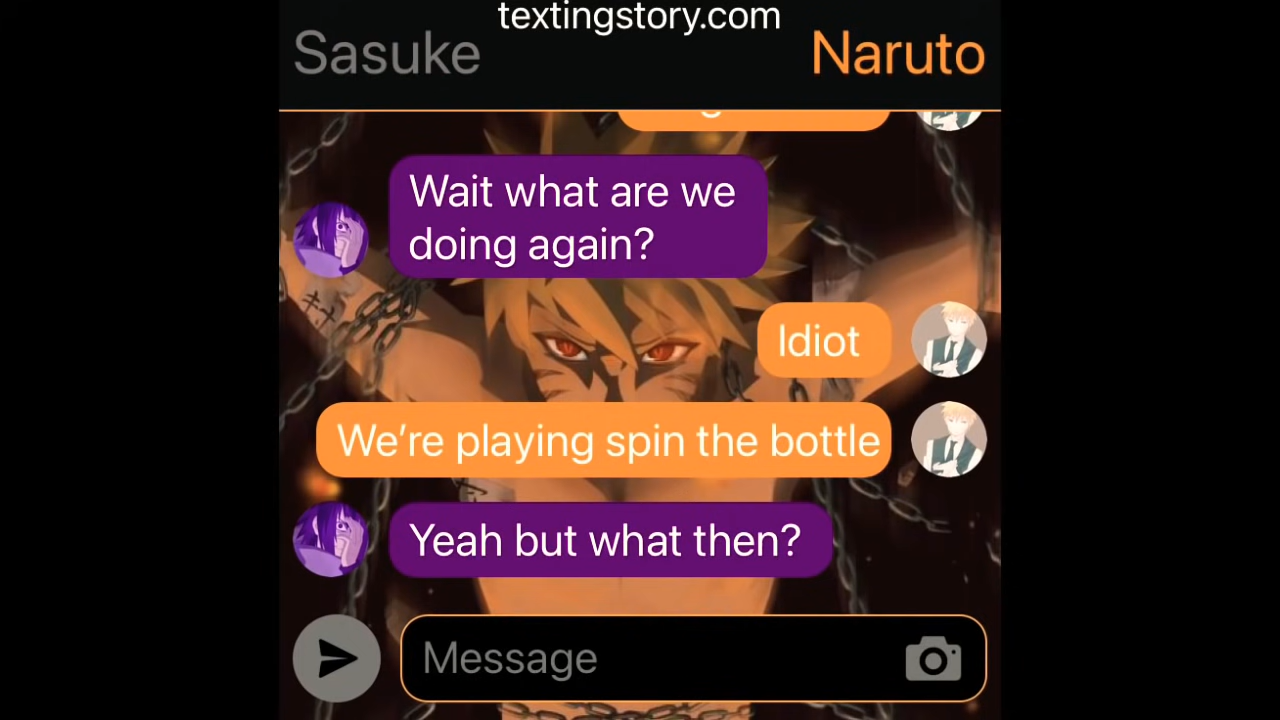 textingstory.com
Sasuke
Naruto
Wait what are we
doing again?
Idiot
We’re playing spin the bottle
Yeah but what then?
Message